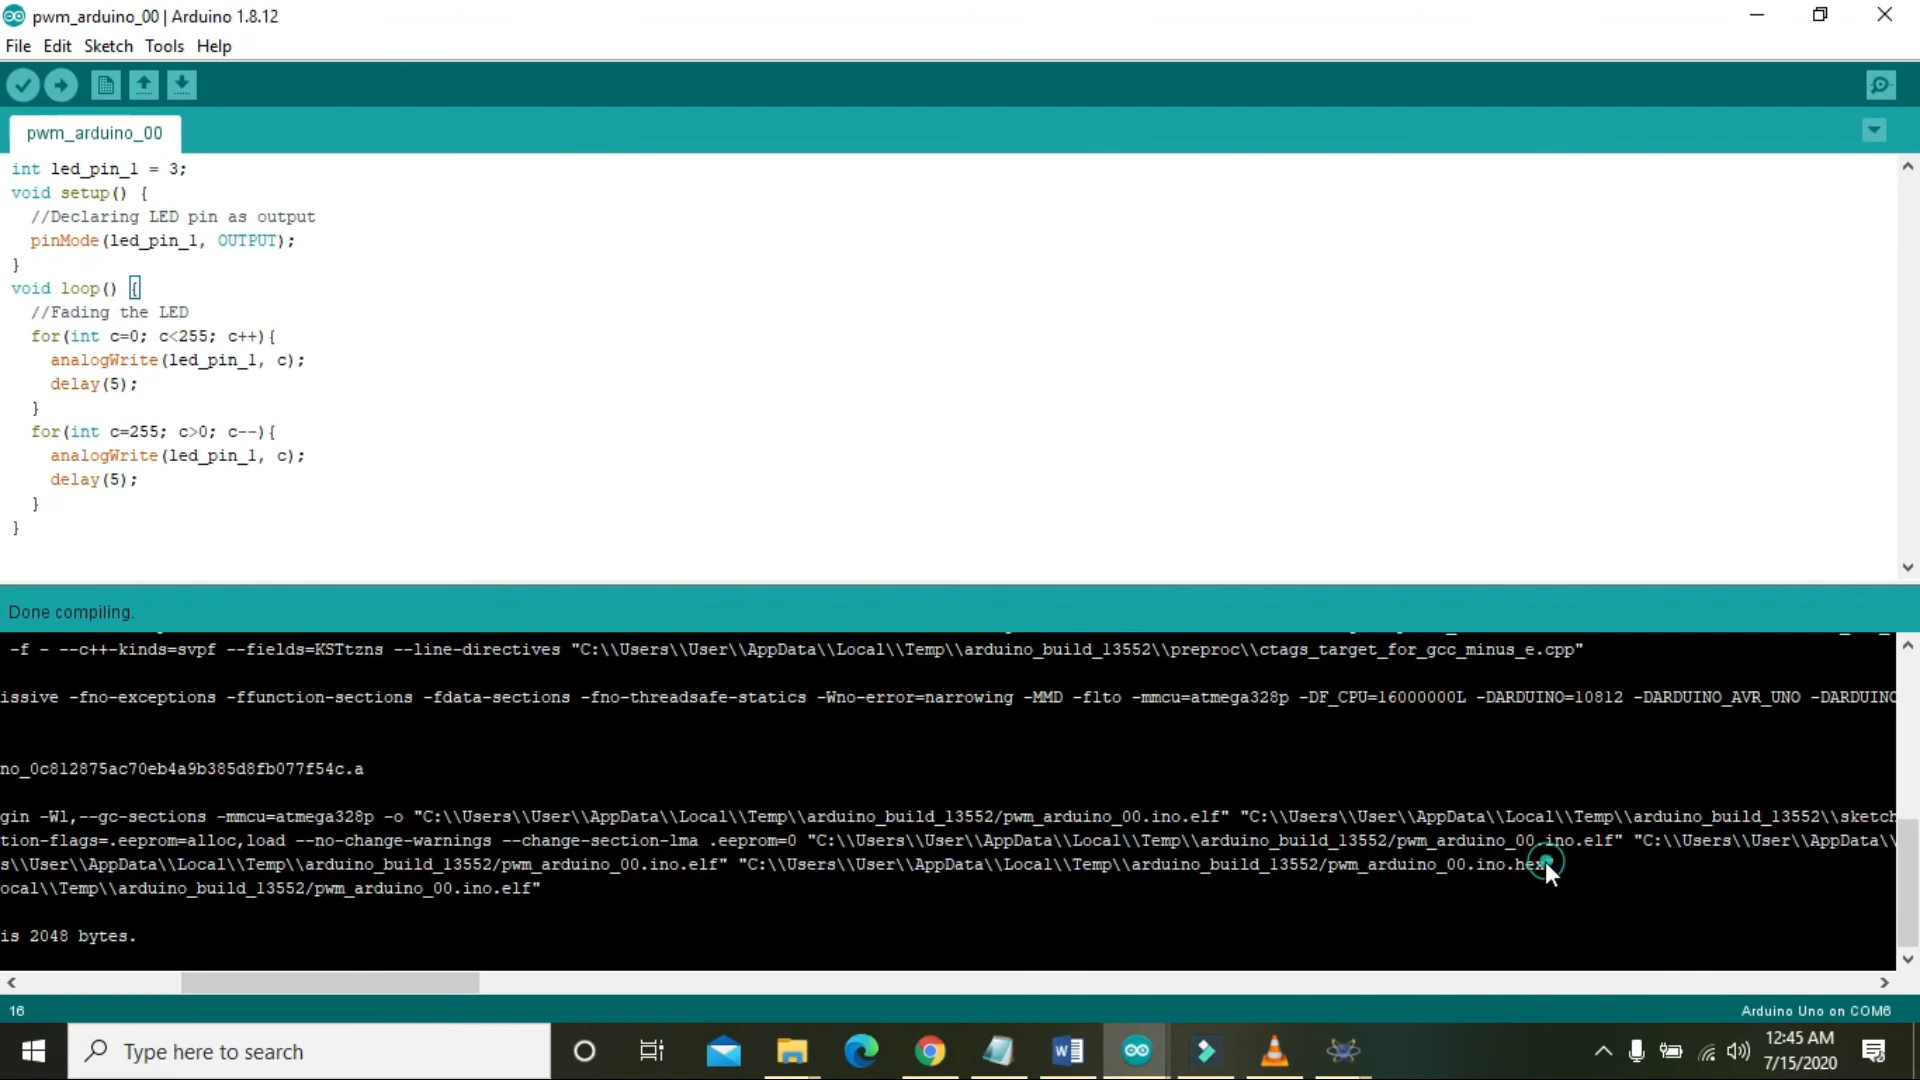 pwm_arduino_00 | Arduino 1.8.12
File Edit Sketch Tools Help
pwm_arduino_00
int led_pin_1 = 3;
void setup() {
//Declaring LED pin as output
pinMode(led_pin_1, OUTPUT);
}
void loop() {
//Fading the LED
for(int c=0; c<255; c++){
analogWrite(led_pin_1, c);
delay(5);
}
for(int c=255; c>0; c--){
analogWrite(led_pin_1, c);
delay(5);
}
}
Done compiling.
-f - --c++-kinds=svpf --fields=KSTtzns --line-directives "C:\\Users\\User\\AppData\\Local\\Temp\\arduino_build_13552\\preproc\\ctags_target_for_gcc_minus_e.cpp"
issive -fno-exceptions -ffunction-sections -fdata-sections -fno-threadsafe-statics -Wno-error=narrowing -MMD -flto -mmcu=atmega328p -DF_CPU=16000000L -DARDUINO=10812 -DARDUINO_AVR_UNO -DARDUINO
no_0c812875ac70eb4a9b385d8fb077f54c.a
gin -Wl,--gc-sections -mmcu=atmega328p -o "C:\\Users\\User\\AppData\\Local\\Temp\\arduino_build_13552/pwm_arduino_00.ino.elf" "C:\\Users\\User\\AppData\\Local\\Temp\\arduino_build_13552\\sketch
tion-flags=.eeprom=alloc,load --no-change-warnings --change-section-lma .eeprom=0 "C:\\Users\\User\\AppData\\Local\\Temp\\arduino_build_13552/pwm_arduino_00.ino.elf" "C:\\Users\\User\\AppData\\
s\\User\\AppData\\Local\\Temp\\arduino_build_13552/pwm_arduino_00.ino.elf" "C:\\Users\\User\\AppData\\Local\\Temp\\arduino_build_13552/pwm_arduino_00.ino.hex
ocal\\Temp\\arduino_build_13552/pwm_arduino_00.ino.elf"
is 2048 bytes.
16
Arduino Uno on COM6
Type here to search
12:45 AM
7/15/2020